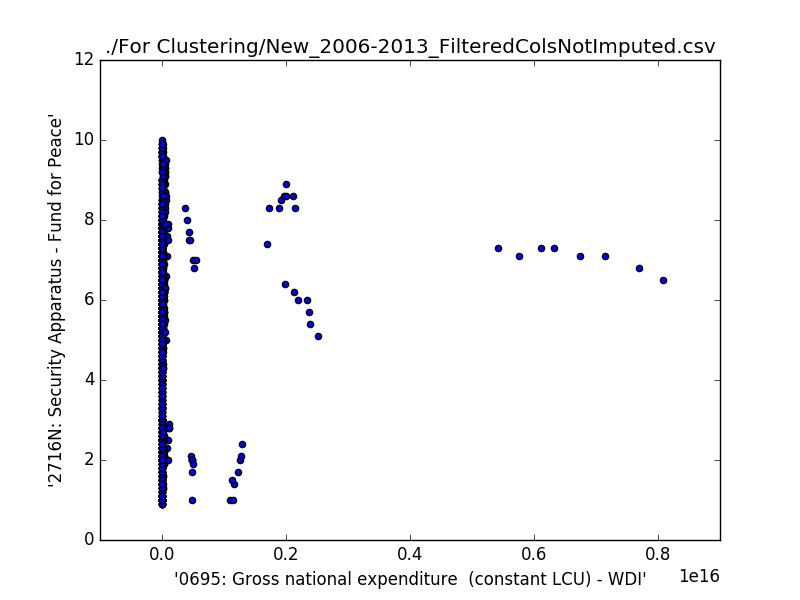 ./For Clustering/New_2006-2013_FilteredColsNotImputed.csv
12
10
8
6
4
2
0
'2716N: Security Apparatus - Fund for Peace'
0.0 0.2 0.4 0.6 0.8
1e16
'0695: Gross national expenditure  (constant LCU) - WDI'